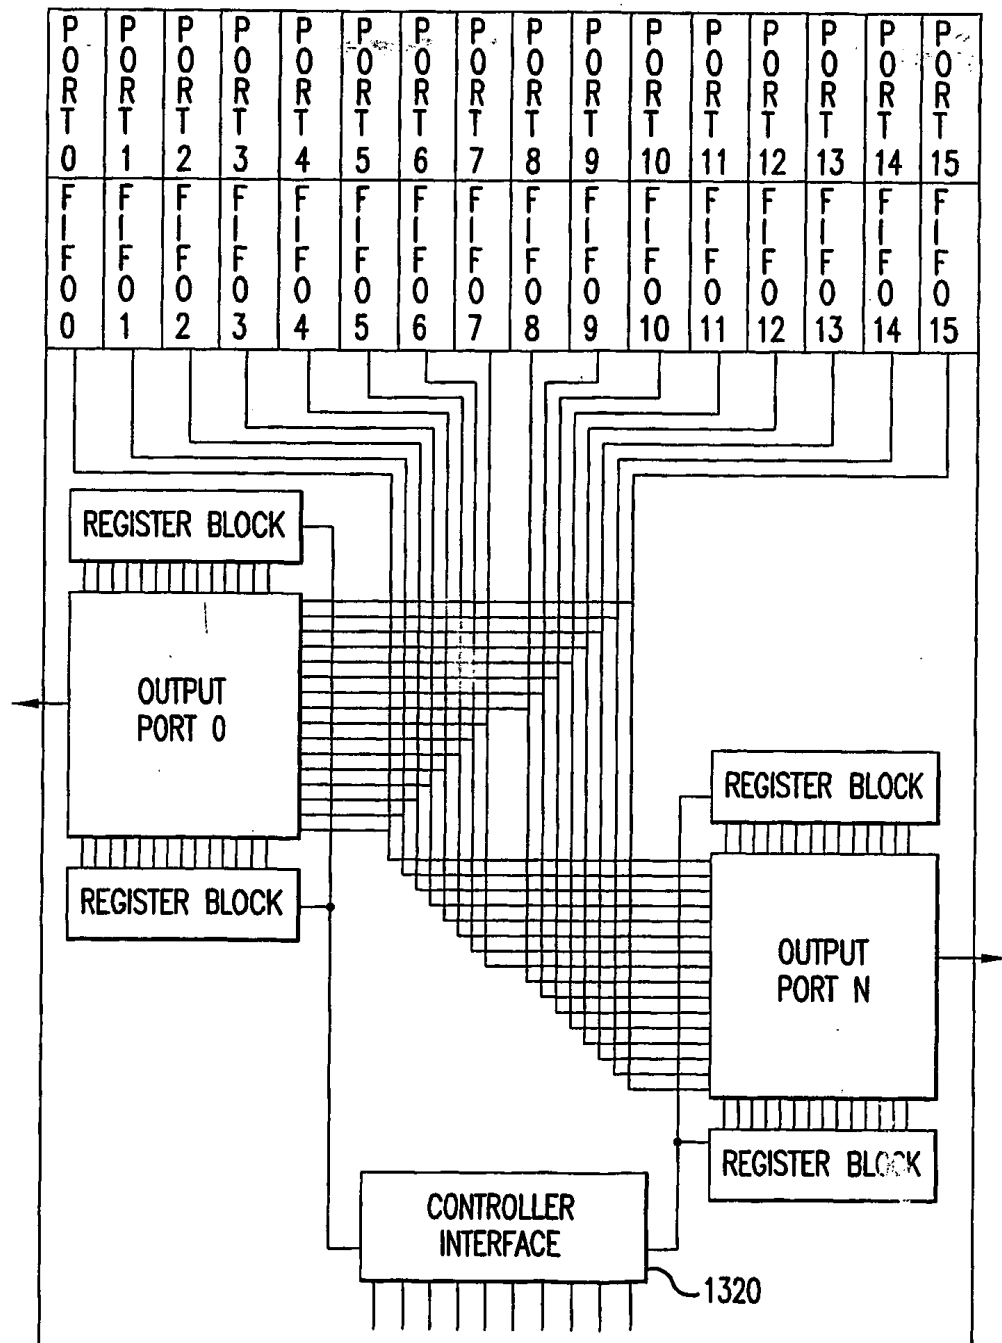 PORT 0 PORT 1 PORT 2 PORT 3 PORT 4 PORT 5 PORT 6 PORT 7 PORT 8 PORT 9 PORT 10 PORT 11 PORT 12 PORT 13 PORT 14 PORT 15
FIFO 0 FIFO 1 FIFO 2 FIFO 3 FIFO 4 FIFO 5 FIFO 6 FIFO 7 FIFO 8 FIFO 9 FIFO 10 FIFO 11 FIFO 12 FIFO 13 FIFO 14 FIFO 15
REGISTER BLOCK
OUTPUT
PORT 0
REGISTER BLOCK
REGISTER BLOCK
OUTPUT
PORT N
REGISTER BLOCK
CONTROLLER
INTERFACE
1320